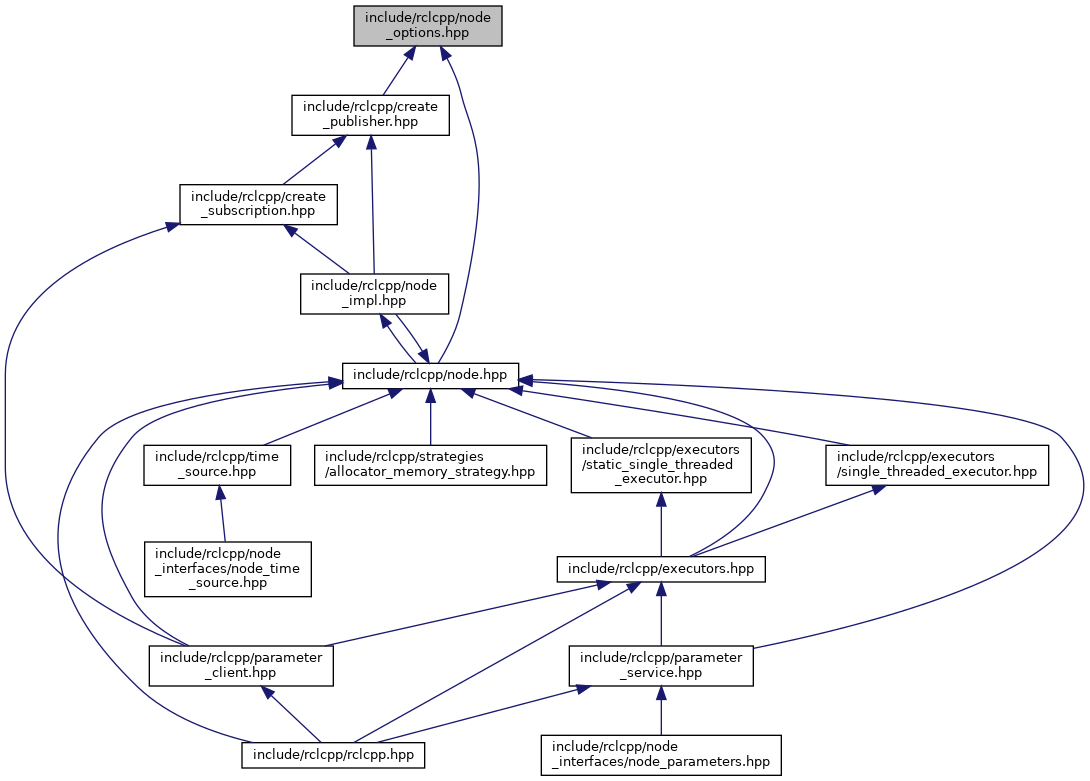 include/rclcpp/node
_options.hpp
include/rclcpp/create
_publisher.hpp
include/rclcpp/create
_subscription.hpp
include/rclcpp/node
_impl.hpp
include/rclcpp/node.hpp
include/rclcpp/time
_source.hpp
include/rclcpp/strategies
/allocator_memory_strategy.hpp
include/rclcpp/executors
/static_single_threaded
_executor.hpp
include/rclcpp/executors
/single_threaded_executor.hpp
include/rclcpp/node
_interfaces/node_time
_source.hpp
include/rclcpp/executors.hpp
include/rclcpp/parameter
_client.hpp
include/rclcpp/parameter
_service.hpp
include/rclcpp/rclcpp.hpp
include/rclcpp/node
_interfaces/node_parameters.hpp